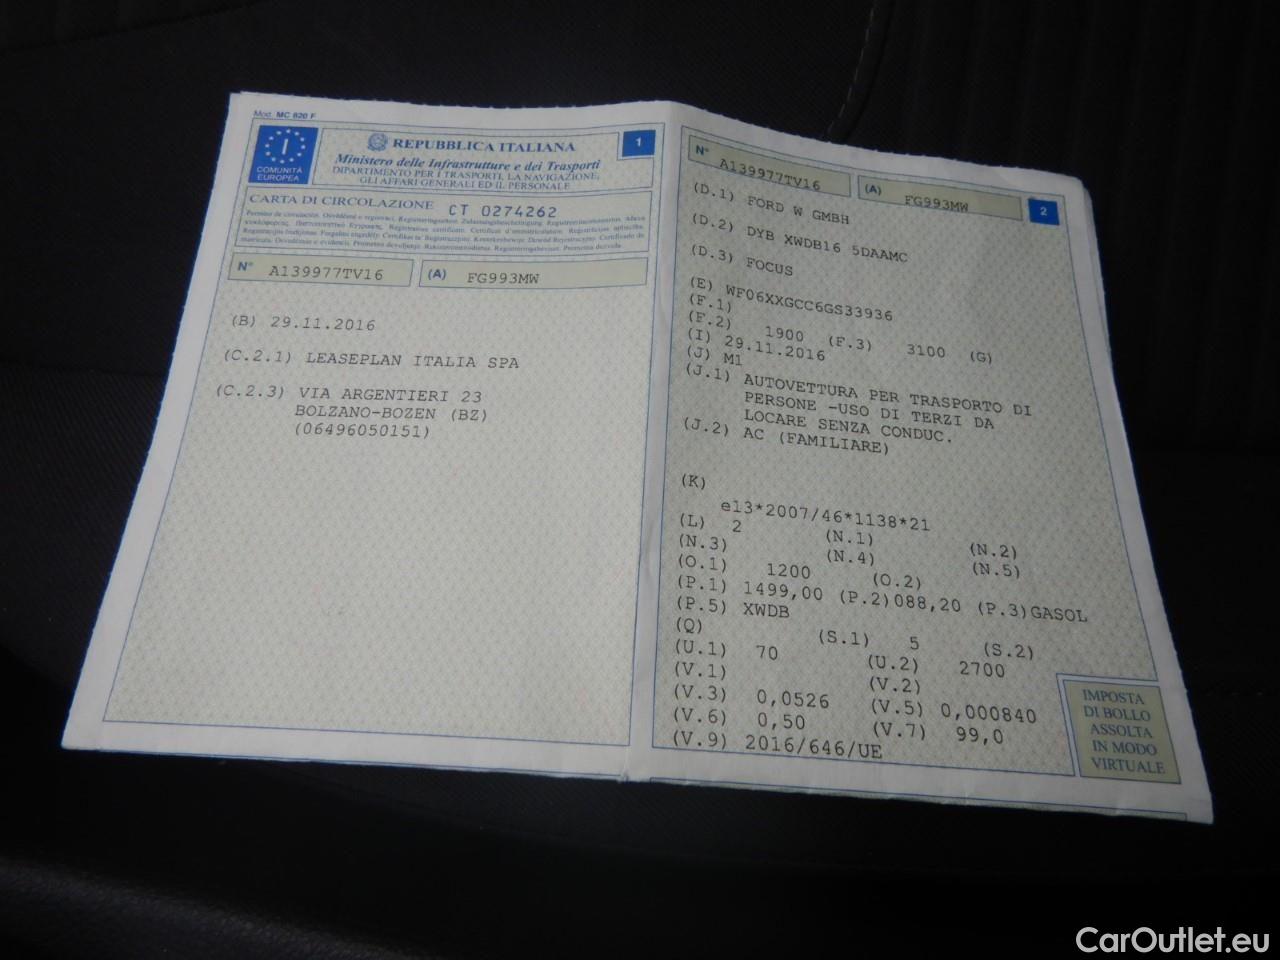 Mod. MC 820 F
I
COMUNITÀ
EUROPEA
REPUBBLICA ITALIANA
Ministero delle Infrastrutture e dei Trasporti
DIPARTIMENTO PER I TRASPORTI, LA NAVIGAZIONE,
GLI AFFARI GENERALI ED IL PERSONALE
1
CARTA DI CIRCOLAZIONE CT 0274262
N° A139977TV16 (A) FG993MW
(B) 29.11.2016
(C.2.1) LEASEPLAN ITALIA SPA
(C.2.3) VIA ARGENTIERI 23
BOLZANO-BOZEN (BZ)
(06496050151)
N° A139977TV16 (A) FG993MW
2
(D.1) FORD W GMBH
(D.2) DYB XWDB16 5DAAMC
(D.3) FOCUS
(E) WF06XXGCC6GS33936
(F.1)
(F.2) 1900 (F.3) 3100 (G)
(I) 29.11.2016
(J) M1
(J.1) AUTOVETTURA PER TRASPORTO DI
PERSONE -USO DI TERZI DA
LOCARE SENZA CONDUC.
(J.2) AC (FAMILIARE)
(K)
e13*2007/46*1138*21
(L) 2 (N.1) (N.2)
(N.3) (N.4) (N.5)
(O.1) 1200 (O.2)
(P.1) 1499,00 (P.2)088,20 (P.3)GASOL
(P.5) XWDB
(Q) (S.1) 5 (S.2)
(U.1) 70 (U.2) 2700
(V.1) (V.2)
(V.3) 0,0526 (V.5) 0,000840
(V.6) 0,50 (V.7) 99,0
(V.9) 2016/646/UE
IMPOSTA
DI BOLLO
ASSOLTA
IN MODO
VIRTUALE
CarOutlet.eu